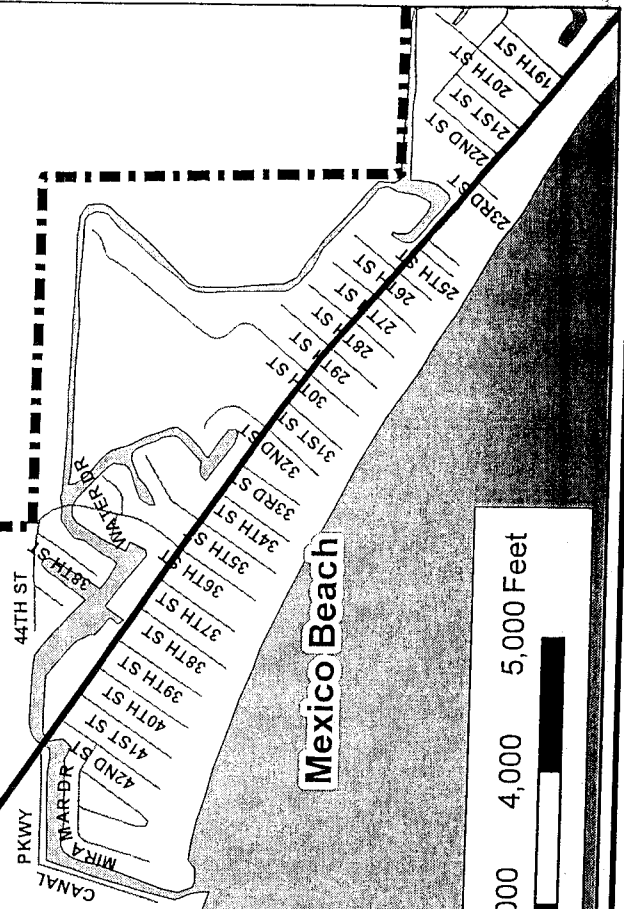 19TH ST
20TH ST
21ST ST
22ND ST
23RD ST
25TH ST
26TH ST
28TH ST
29TH ST
30TH ST
31ST ST
32ND ST
33RD ST
34TH ST
35TH ST
36TH ST
37TH ST
38TH ST
39TH ST
40TH ST
41ST ST
42ND ST
WATER DR
38TH ST
44TH ST
PKWY
MAR DR
MIRA
CANAL
Mexico Beach
000
4,000
5,000 Feet